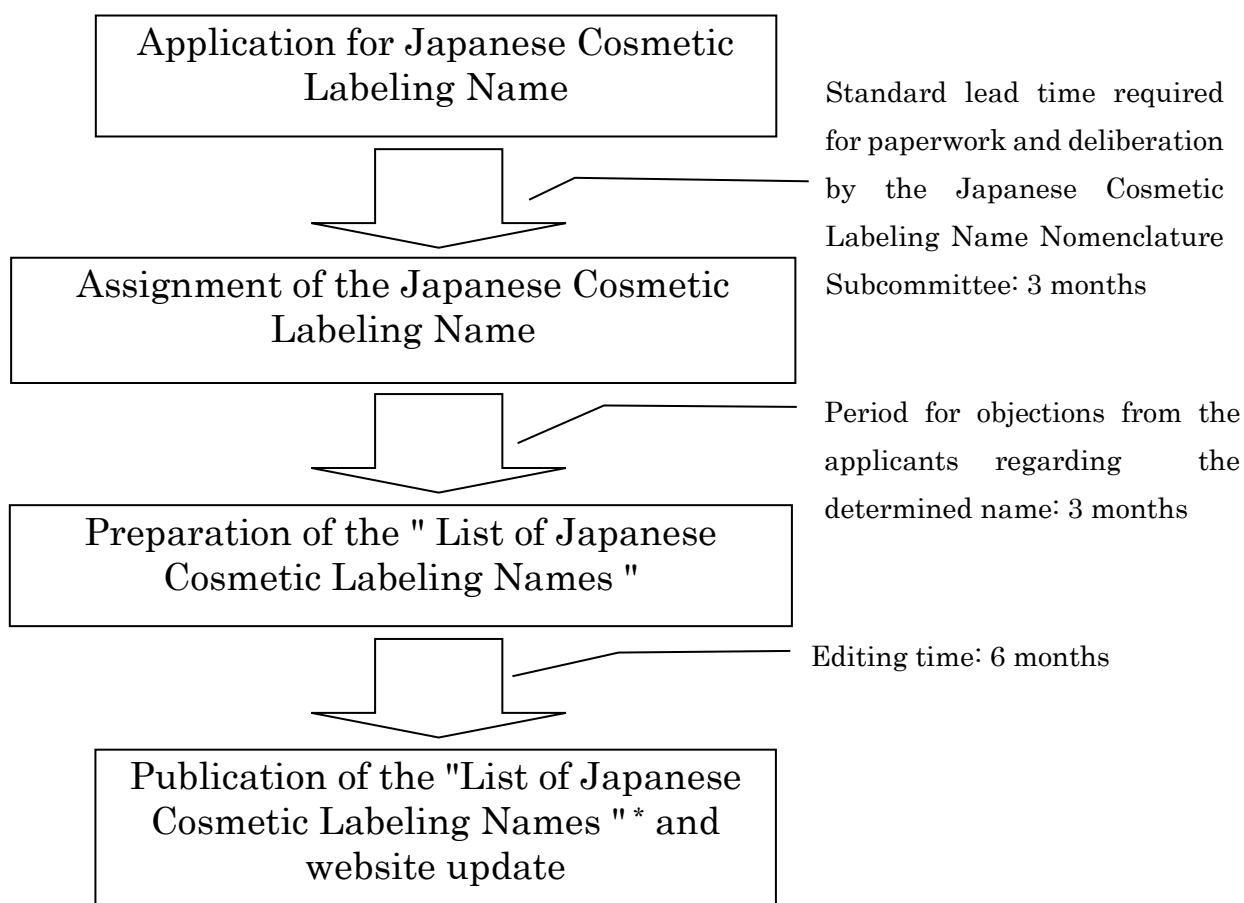 Application for Japanese Cosmetic
Labeling Name
Standard lead time required
for paperwork and deliberation
by the Japanese Cosmetic
Labeling Name Nomenclature
Subcommittee: 3 months
Assignment of the Japanese Cosmetic
Labeling Name
Period for objections from the
applicants regarding the
determined name: 3 months
Preparation of the " List of Japanese
Cosmetic Labeling Names "
Editing time: 6 months
Publication of the "List of Japanese
Cosmetic Labeling Names " * and
website update